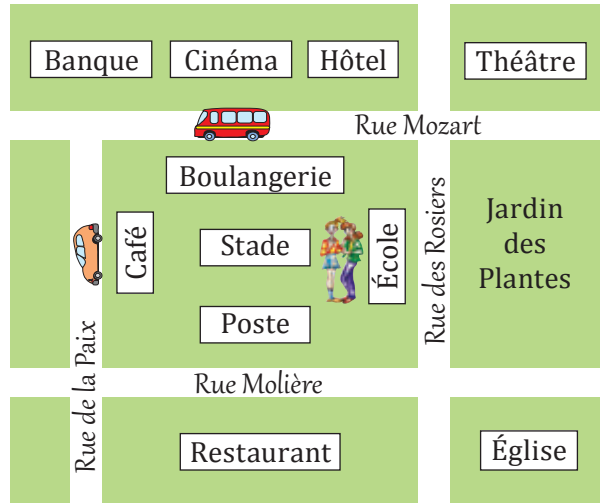 Banque
Cinéma
Hôtel
Théâtre
Rue Mozart
Boulangerie
Café
Stade
École
Rue des Rosiers
Jardin
des
Plantes
Poste
Rue de la Paix
Rue Molière
Restaurant
Église